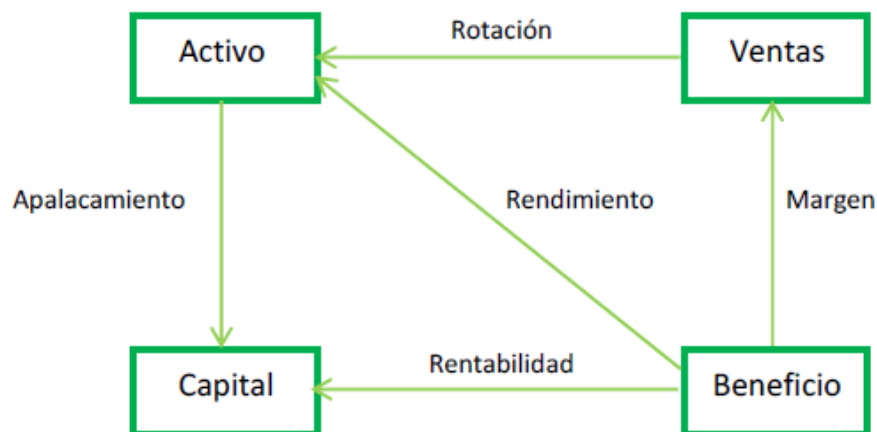 Activo
Rotación
Ventas
Apalacamiento
Rendimiento
Margen
Capital
Rentabilidad
Beneficio